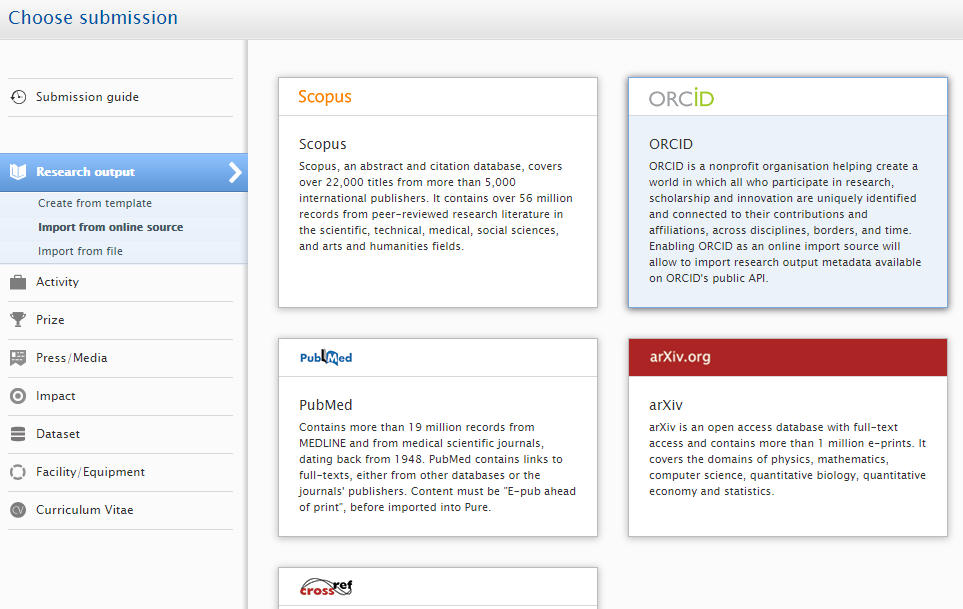 Choose submission
Submission guide
Research output
Create from template
Import from online source
Import from file
Activity
Prize
Press/Media
Impact
Dataset
Facility/Equipment
CV
Curriculum Vitae
Scopus
Scopus
Scopus, an abstract and citation database, covers
over 22,000 titles from more than 5,000
international publishers. It contains over 56 million
records from peer-reviewed research literature in
the scientific, technical, medical, social sciences,
and arts and humanities fields.
ORCID
ORCID
ORCID is a nonprofit organisation helping create a
world in which all who participate in research,
scholarship and innovation are uniquely identified
and connected to their contributions and
affiliations, across disciplines, borders, and time.
Enabling ORCID as an online import source will
allow to import research output metadata available
on ORCID's public API.
PubMed
PubMed
Contains more than 19 million records from
MEDLINE and from medical scientific journals,
dating back from 1948. PubMed contains links to
full-texts, either from other databases or the
journals' publishers. Content must be "E-pub ahead
of print", before imported into Pure.
arXiv.org
arXiv
arXiv is an open access database with full-text
access and contains more than 1 million e-prints. It
covers the domains of physics, mathematics,
computer science, quantitative biology, quantitative
economy and statistics.
crossref